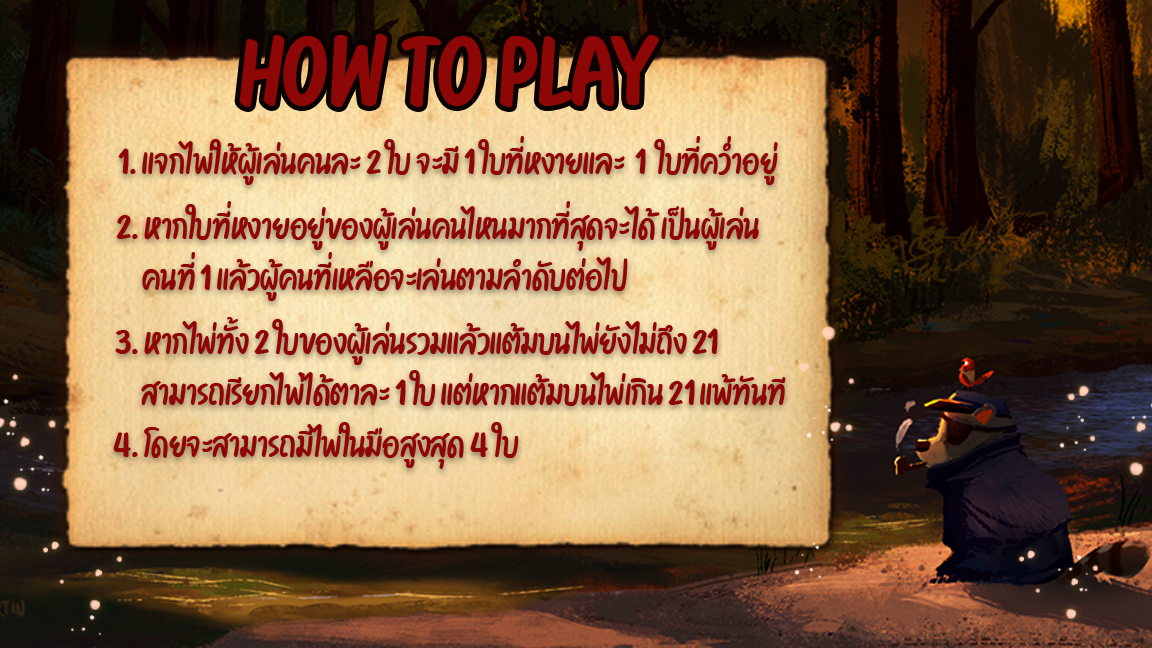 HOW TO PLAY
1. แจกไพ่ให้ผู้เล่นคนละ 2 ใบ จะมี 1 ใบที่หงายและ 1 ใบที่คว่ำอยู่
2. หากใบที่หงายอยู่ของผู้เล่นคนไหนมากที่สุดจะได้ เป็นผู้เล่น
คนที่ 1 แล้วผู้คนที่เหลือจะเล่นตามลำดับต่อไป
3. หากไพ่ทั้ง 2 ใบของผู้เล่นรวมแล้วแต้มบนไพ่ยังไม่ถึง 21
สามารถเรียกไพ่ได้ตาละ 1 ใบ แต่หากแต้มบนไพ่เกิน 21 แพ้ทันที
4. โดยจะสามารถมีไพ่ในมือสูงสุด 4 ใบ